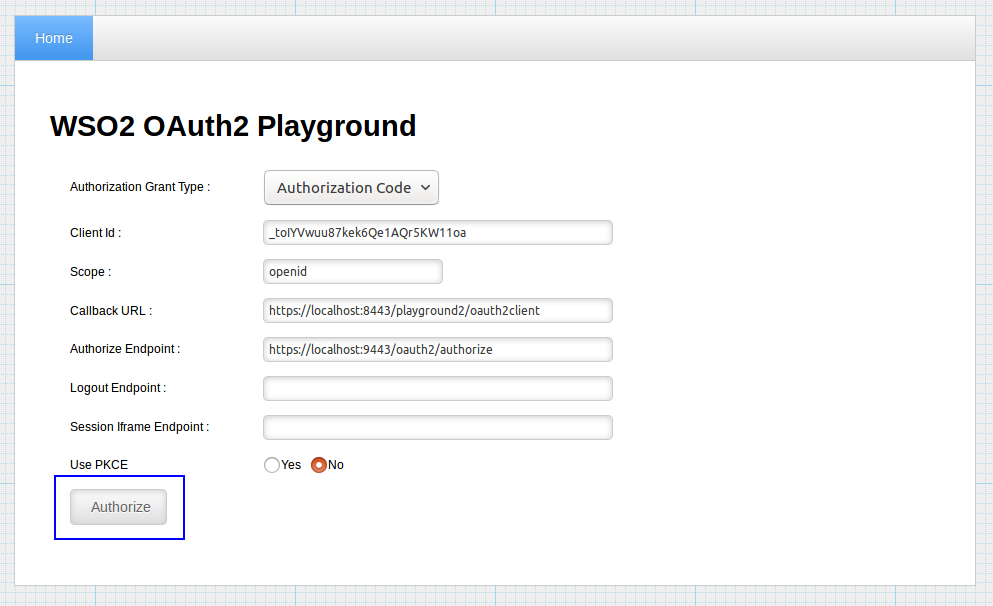 Home
WSO2 OAuth2 Playground
Authorization Grant Type : Authorization Code
Client Id : _toIYVwuu87kek6Qe1AQr5KW11oa
Scope : openid
Callback URL : https://localhost:8443/playground2/oauth2client
Authorize Endpoint : https://localhost:9443/oauth2/authorize
Logout Endpoint :
Session Iframe Endpoint :
Use PKCE Yes No
Authorize